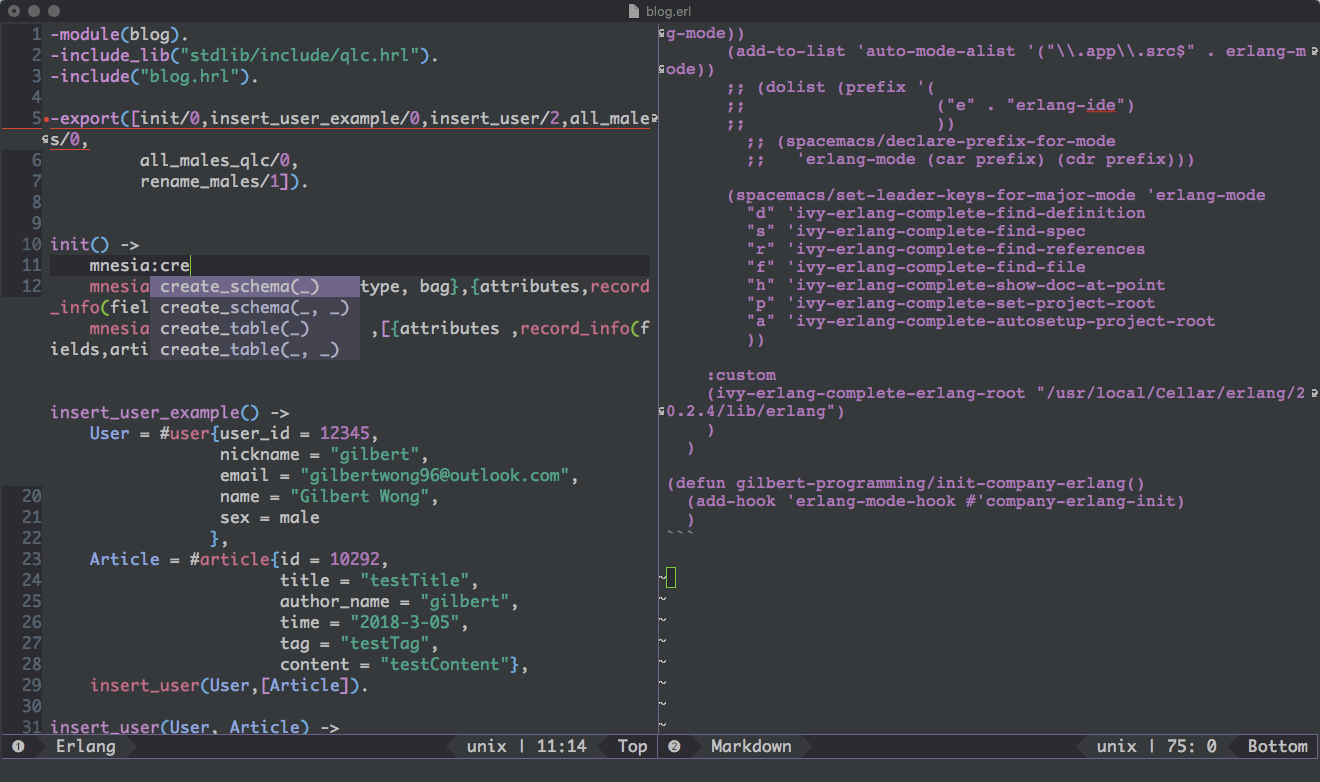 blog.erl
1 -module(blog).
2 -include_lib("stdlib/include/qlc.hrl").
3 -include("blog.hrl").
4
5 -export([init/0,insert_user_example/0,insert_user/2,all_male
s/0,
6 all_males_qlc/0,
7 rename_males/1]).
8
9
10 init() ->
11 mnesia:cre
12 mnesia create_schema(_) type, bag},{attributes,record
_info(fiel create_schema(_, _)
mnesia create_table(_) ,[{attributes ,record_info(f
ields,arti create_table(_, _)
insert_user_example() ->
User = #user{user_id = 12345,
nickname = "gilbert",
email = "gilbertwong96@outlook.com",
20 name = "Gilbert Wong",
21 sex = male
22 },
23 Article = #article{id = 10292,
24 title = "testTitle",
25 author_name = "gilbert",
26 time = "2018-3-05",
27 tag = "testTag",
28 content = "testContent"},
29 insert_user(User,[Article]).
30
31 insert_user(User, Article) ->
1 Erlang unix | 11:14 Top
g-mode))
(add-to-list 'auto-mode-alist '("\\.app\\.src$" . erlang-m
ode))
;; (dolist (prefix '(
;; ("e" . "erlang-ide")
;; ))
;; (spacemacs/declare-prefix-for-mode
;; 'erlang-mode (car prefix) (cdr prefix)))
(spacemacs/set-leader-keys-for-major-mode 'erlang-mode
"d" 'ivy-erlang-complete-find-definition
"s" 'ivy-erlang-complete-find-spec
"r" 'ivy-erlang-complete-find-references
"f" 'ivy-erlang-complete-find-file
"h" 'ivy-erlang-complete-show-doc-at-point
"p" 'ivy-erlang-complete-set-project-root
"a" 'ivy-erlang-complete-autosetup-project-root
))
:custom
(ivy-erlang-complete-erlang-root "/usr/local/Cellar/erlang/2
0.2.4/lib/erlang")
)
)
(defun gilbert-programming/init-company-erlang()
(add-hook 'erlang-mode-hook #'company-erlang-init)
)
```
~
~
~
~
~
~
~
~
2 Markdown unix | 75: 0 Bottom